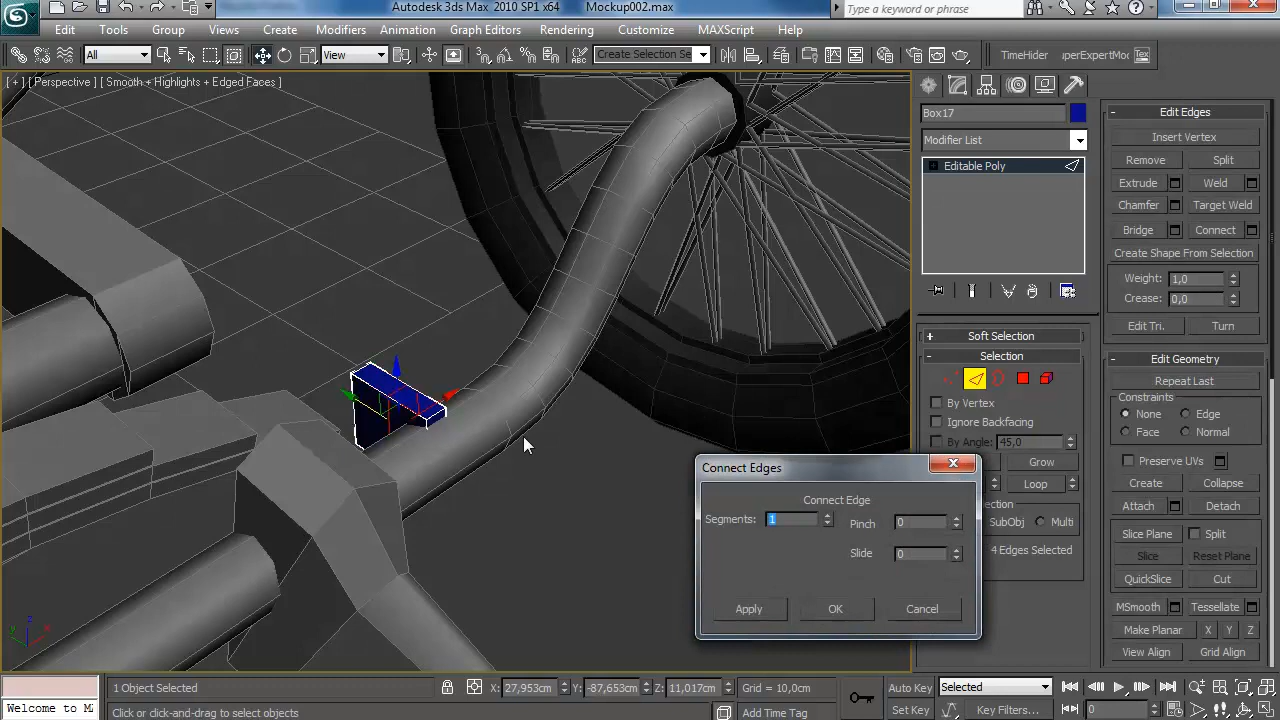 Autodesk 3ds Max 2010 SP1 x64 Mockup002.max
Type a keyword or phrase
Edit Tools Group Views Create Modifiers Animation Graph Editors Rendering Customize MAXScript Help
All View Create Selection Se TimeHider uperExpertMoc Tex
[ + ] [ Perspective ] [ Smooth + Highlights + Edged Faces ]
Box17
Modifier List
Editable Poly
+ Soft Selection
- Selection
By Vertex
Ignore Backfacing
By Angle: 45,0
Grow
Loop
SubObj Multi
4 Edges Selected
- Edit Edges
Insert Vertex
Remove Split
Extrude Weld
Chamfer Target Weld
Bridge Connect
Create Shape From Selection
Weight: 1,0
Crease: 0,0
Edit Tri. Turn
- Edit Geometry
Repeat Last
Constraints
None Edge
Face Normal
Preserve UVs
Create Collapse
Attach Detach
Slice Plane Split
Slice Reset Plane
QuickSlice Cut
MSmooth Tessellate
Make Planar X Y Z
View Align Grid Align
Connect Edges
Connect Edge
Segments: 1 Pinch 0
Slide 0
Apply OK Cancel
z
x
1 Object Selected X: 27,953cm Y: -87,653cm Z: 11,017cm Grid = 10,0cm Auto Key Selected
Welcome to MA Click or click-and-drag to select objects Add Time Tag Set Key Key Filters... 0